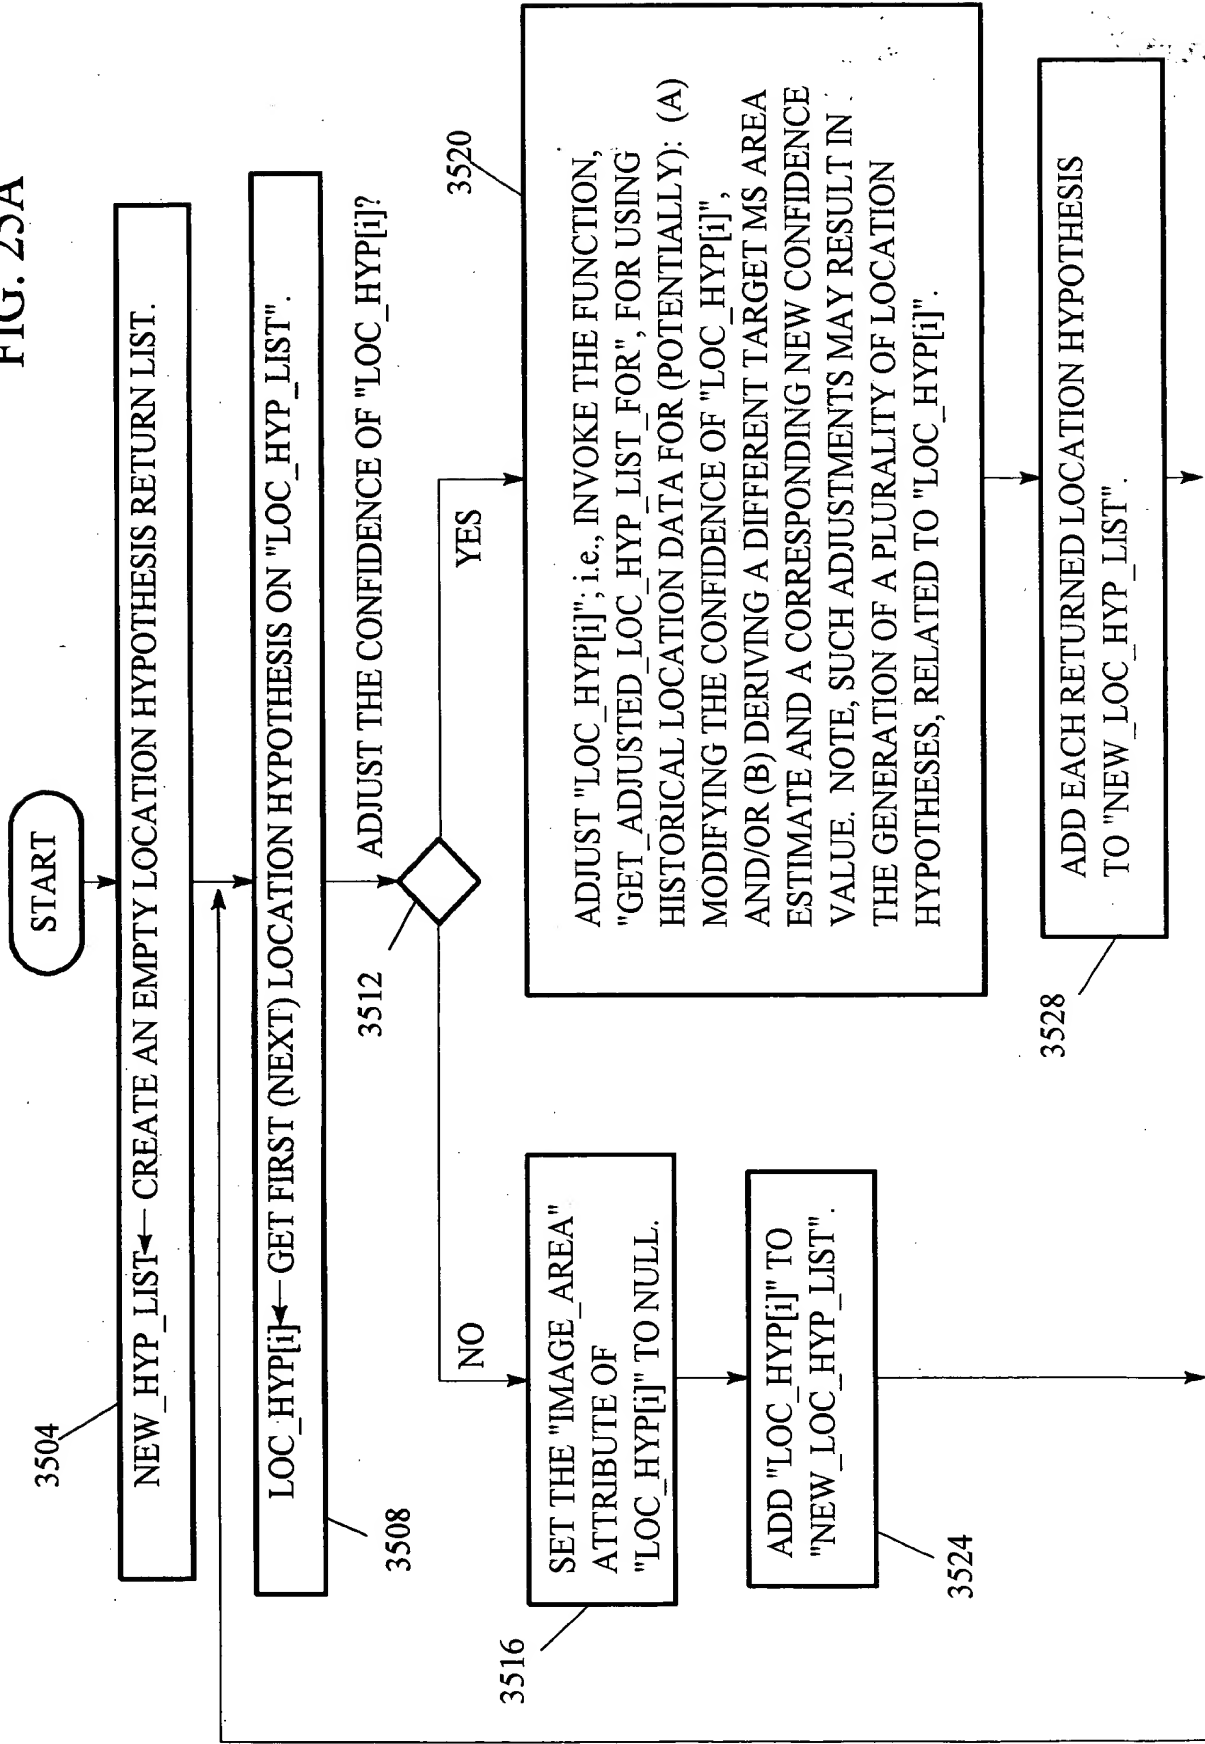 FIG. 25A
START
3504
NEW_HYP_LIST ← CREATE AN EMPTY LOCATION HYPOTHESIS RETURN LIST.
LOC_HYP[i] ← GET FIRST (NEXT) LOCATION HYPOTHESIS ON "LOC_HYP_LIST".
3508
ADJUST THE CONFIDENCE OF "LOC_HYP[i]?
3512
NO
YES
3516
SET THE "IMAGE_AREA"
ATTRIBUTE OF
"LOC_HYP[i]" TO NULL.
ADD "LOC_HYP[i]" TO
"NEW_LOC_HYP_LIST".
3524
3520
ADJUST "LOC_HYP[i]"; i.e., INVOKE THE FUNCTION,
"GET_ADJUSTED_LOC_HYP_LIST_FOR", FOR USING
HISTORICAL LOCATION DATA FOR (POTENTIALLY): (A)
MODIFYING THE CONFIDENCE OF "LOC_HYP[i]",
AND/OR (B) DERIVING A DIFFERENT TARGET MS AREA
ESTIMATE AND A CORRESPONDING NEW CONFIDENCE
VALUE. NOTE, SUCH ADJUSTMENTS MAY RESULT IN
THE GENERATION OF A PLURALITY OF LOCATION
HYPOTHESES, RELATED TO "LOC_HYP[i]".
3528
ADD EACH RETURNED LOCATION HYPOTHESIS
TO "NEW_LOC_HYP_LIST".